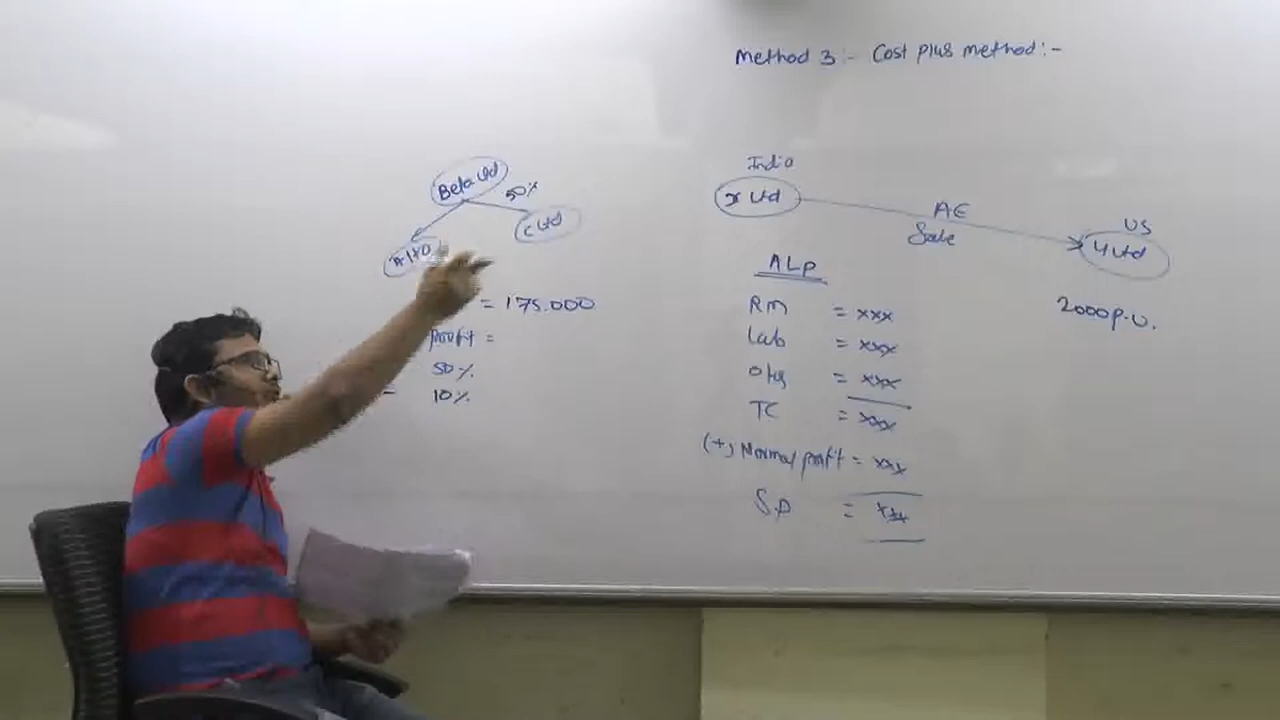 Method 3:- Cost plus method:-
Beta Ltd
50%
C Ltd
A Ltd
= 175.000
Profit =
50%
= 10%
India
x Ltd
AE
Sale
US
Y Ltd
2000 P.U.
ALP
RM = xxx
Lab = xxx
= xxx
TC = xxx
(+) Normal profit = xxx
S.P = xxx